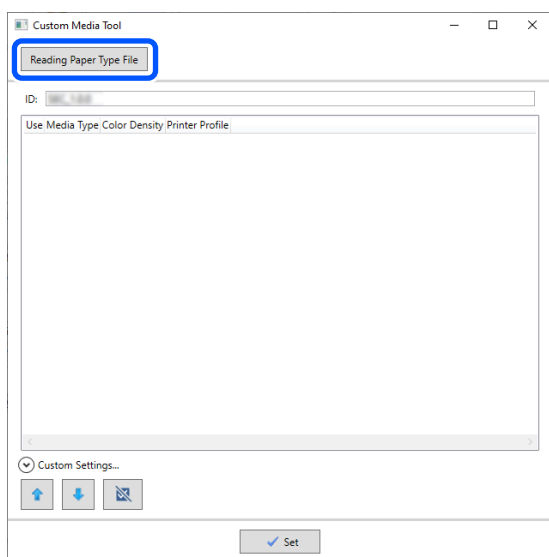 Custom Media Tool
Reading Paper Type File
ID:
Use Media Type Color Density Printer Profile
Custom Settings...
Set